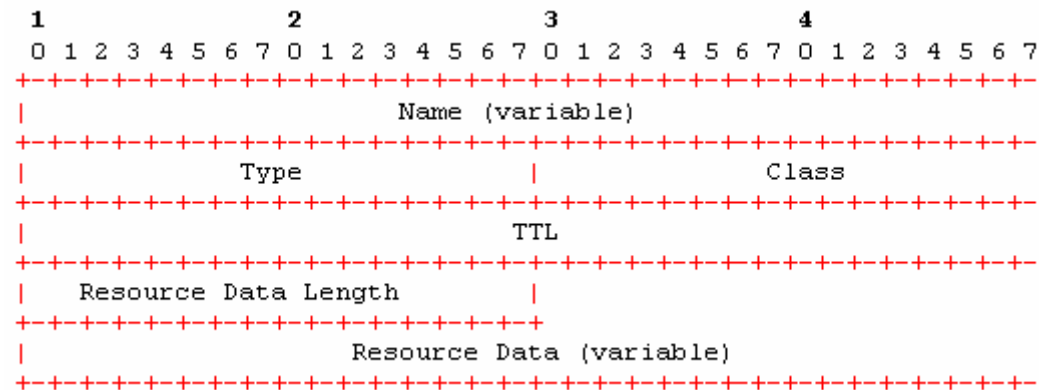 1 2 3 4
0 1 2 3 4 5 6 7 0 1 2 3 4 5 6 7 0 1 2 3 4 5 6 7 0 1 2 3 4 5 6 7
+-+-+-+-+-+-+-+-+-+-+-+-+-+-+-+-+-+-+-+-+-+-+-+-+-+-+-+-+-+-+-+-
| Name (variable)
+-+-+-+-+-+-+-+-+-+-+-+-+-+-+-+-+-+-+-+-+-+-+-+-+-+-+-+-+-+-+-+-
| Type | Class
+-+-+-+-+-+-+-+-+-+-+-+-+-+-+-+-+-+-+-+-+-+-+-+-+-+-+-+-+-+-+-+-
| TTL
+-+-+-+-+-+-+-+-+-+-+-+-+-+-+-+-+-+-+-+-+-+-+-+-+-+-+-+-+-+-+-+-
| Resource Data Length |
+-+-+-+-+-+-+-+-+-+-+-+-+-+-+-+-+
| Resource Data (variable)
+-+-+-+-+-+-+-+-+-+-+-+-+-+-+-+-+-+-+-+-+-+-+-+-+-+-+-+-+-+-+-+-